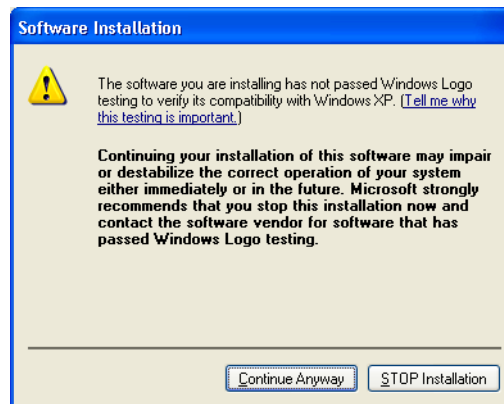 Software Installation
The software you are installing has not passed Windows Logo
testing to verify its compatibility with Windows XP. (Tell me why
this testing is important.)
Continuing your installation of this software may impair
or destabilize the correct operation of your system
either immediately or in the future. Microsoft strongly
recommends that you stop this installation now and
contact the software vendor for software that has
passed Windows Logo testing.
Continue Anyway STOP Installation